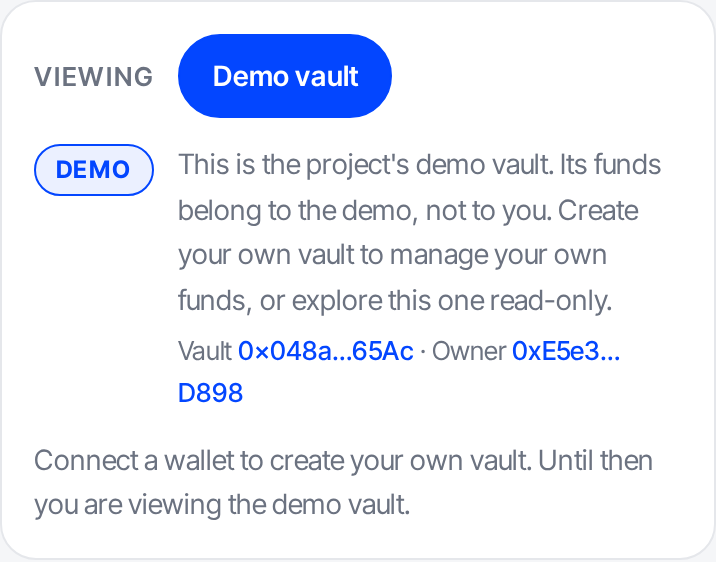 VIEWING
Demo vault
DEMO
This is the project's demo vault. Its funds
belong to the demo, not to you. Create
your own vault to manage your own
funds, or explore this one read-only.
Vault 0×048a...65Ac · Owner 0xE5e3...
D898
Connect a wallet to create your own vault. Until then
you are viewing the demo vault.